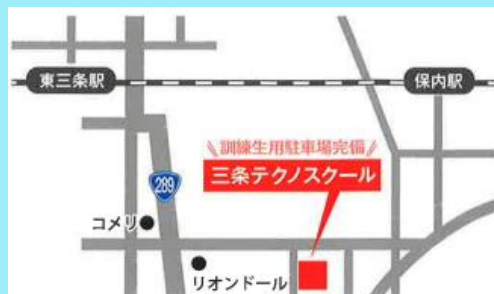 東三条駅
保内駅
訓練生用駐車場完備
三条テクノスクール
289
コメリ
リオンドール